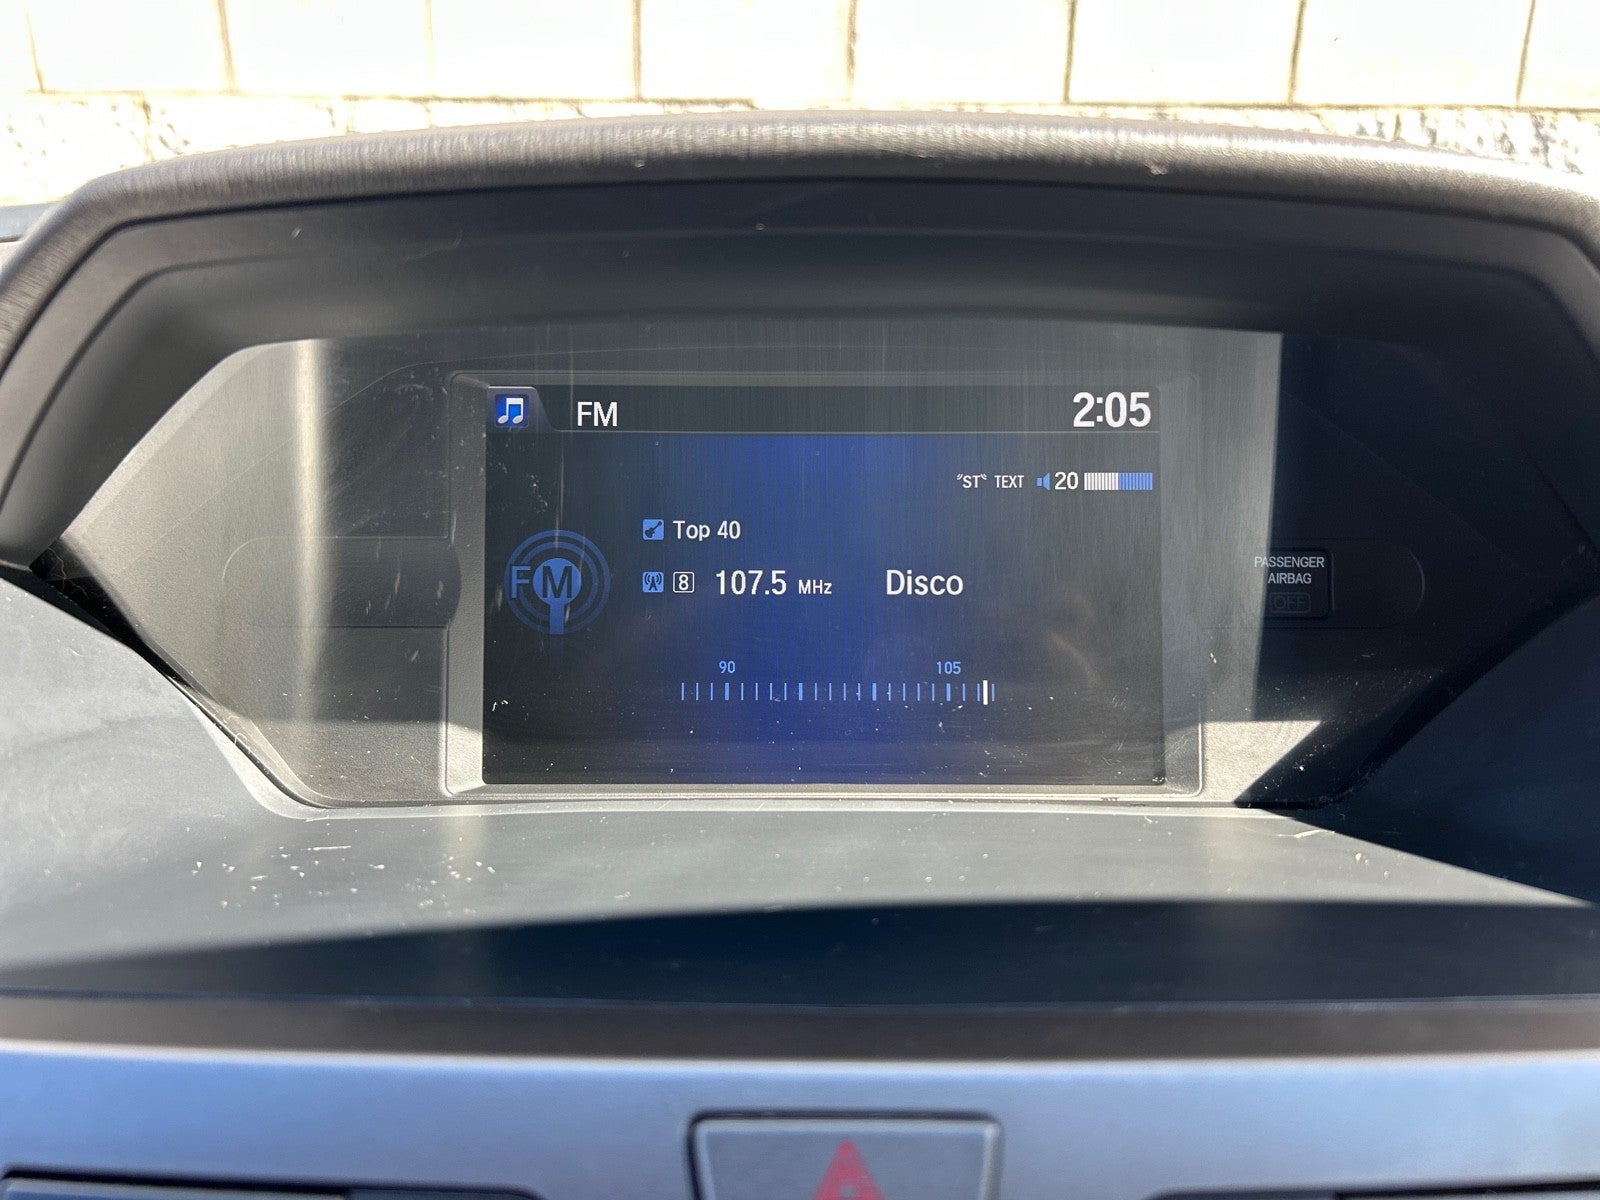 FM 2:05
"ST" TEXT 20
Top 40
FM 8 107.5 MHz Disco
90 105
PASSENGER
AIRBAG
OFF